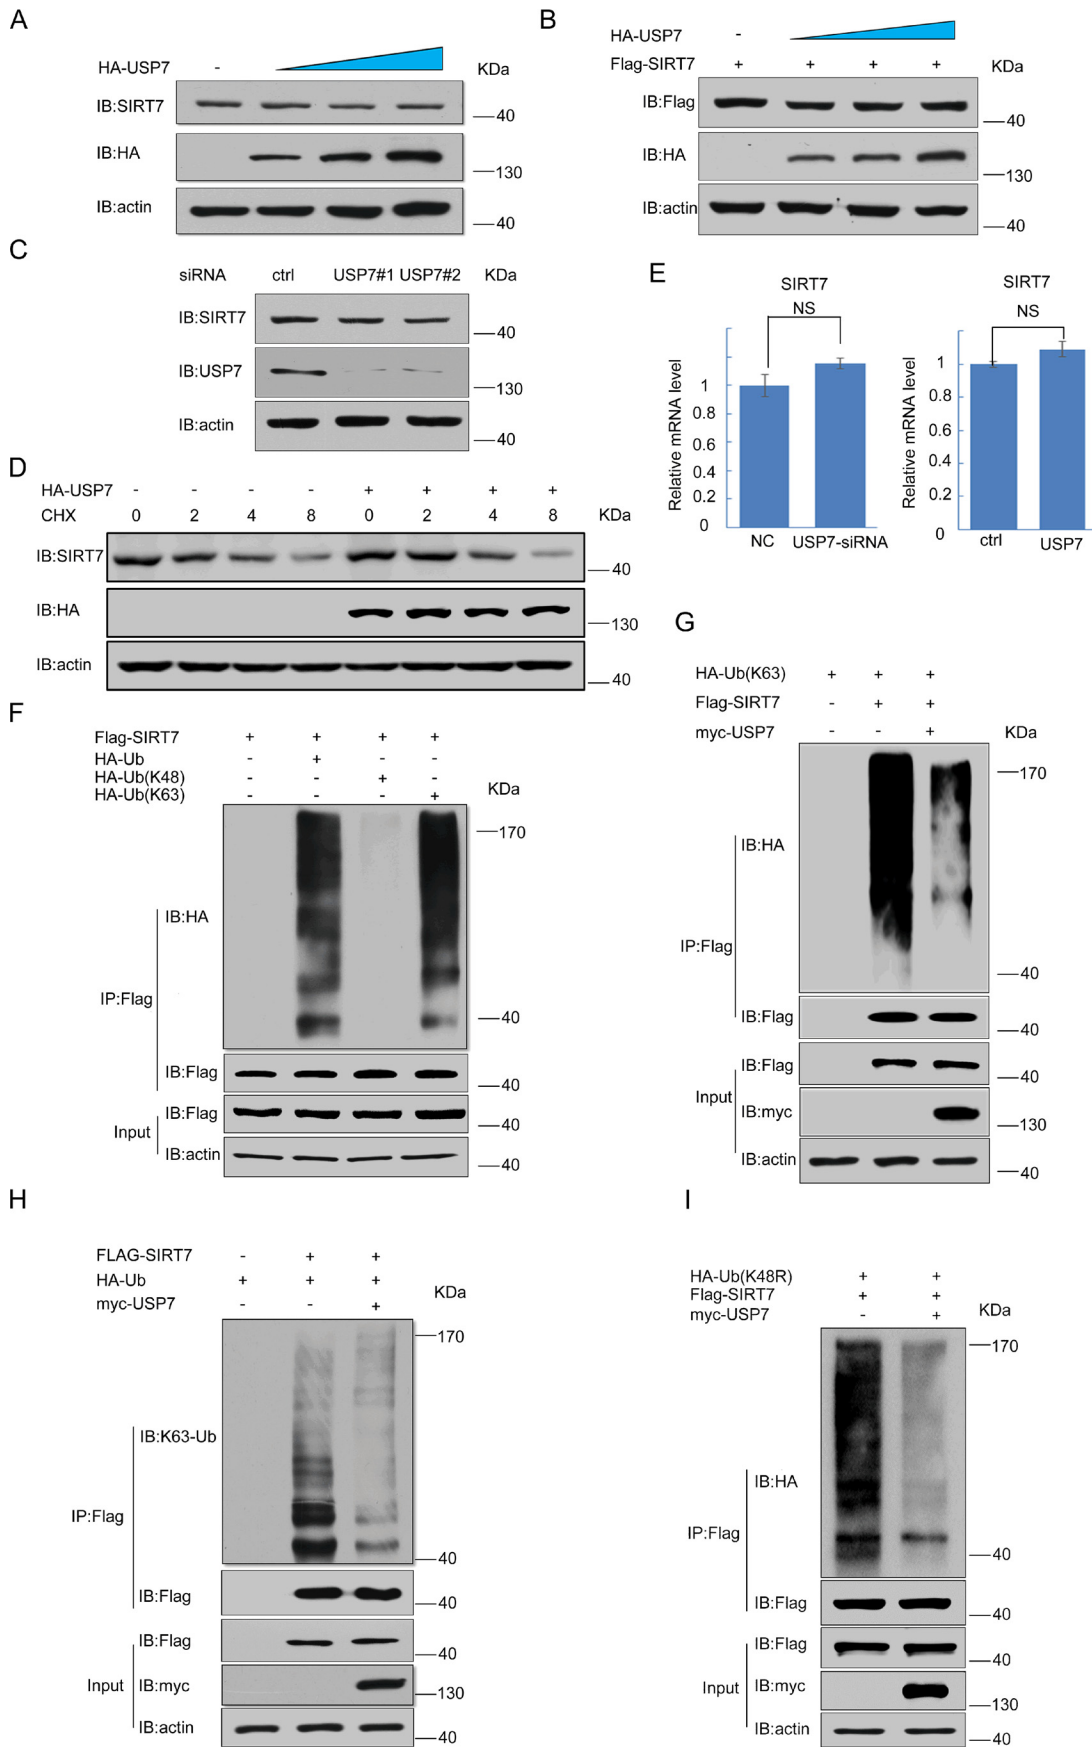 A
HA-USP7 - KDa
IB:SIRT7 40
IB:HA 130
IB:actin 40
B
HA-USP7 -
Flag-SIRT7 + + + + KDa
IB:Flag 40
IB:HA 130
IB:actin 40
C
siRNA ctrl USP7#1 USP7#2 KDa
IB:SIRT7 40
IB:USP7 130
IB:actin 40
D
HA-USP7 - - - - + + + +
CHX 0 2 4 8 0 2 4 8 KDa
IB:SIRT7 40
IB:HA 130
IB:actin 40
E
SIRT7
NS
Relative mRNA level
1
0.8
0.6
0.4
0.2
0
NC USP7-siRNA
SIRT7
NS
Relative mRNA level
1
0.8
0.6
0.4
0.2
0
ctrl USP7
F
Flag-SIRT7 + + + +
HA-Ub - + - -
HA-Ub(K48) - - + -
HA-Ub(K63) - - - +
KDa
170
IB:HA
IP:Flag
40
IB:Flag 40
Input
IB:Flag 40
IB:actin 40
G
HA-Ub(K63) + + +
Flag-SIRT7 - + +
myc-USP7 - - + KDa
170
IB:HA
IP:Flag
40
IB:Flag 40
Input
IB:Flag 40
IB:myc 130
IB:actin 40
H
FLAG-SIRT7 - + +
HA-Ub + + +
myc-USP7 - - +
KDa
170
IB:K63-Ub
IP:Flag
40
IB:Flag 40
Input
IB:Flag 40
IB:myc 130
IB:actin 40
I
HA-Ub(K48R) + +
Flag-SIRT7 + +
myc-USP7 - +
KDa
170
IB:HA
IP:Flag
40
IB:Flag 40
Input
IB:Flag 40
IB:myc 130
IB:actin 40